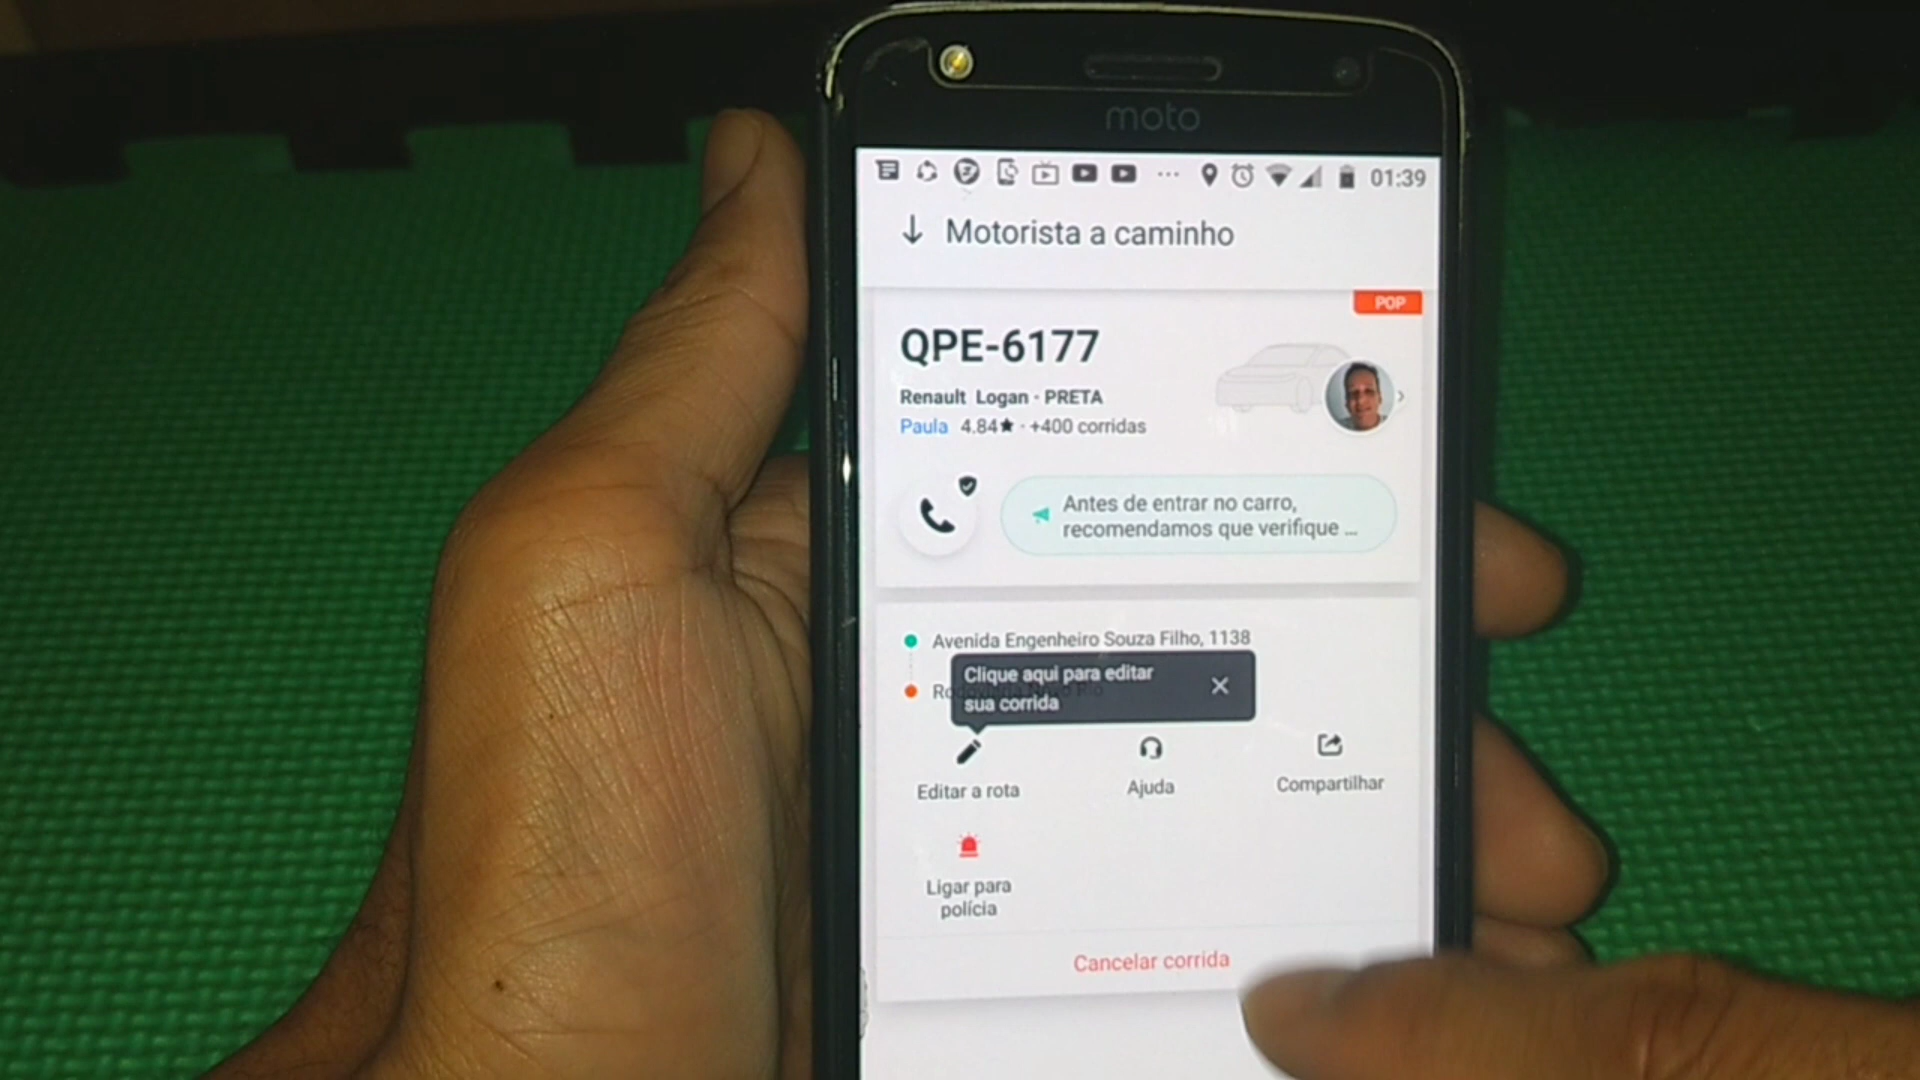 moto
01:39
Motorista a caminho
POP
QPE-6177
Renault Logan · PRETA
Paula 4.84★ · +400 corridas
Antes de entrar no carro,
recomendamos que verifique ...
Avenida Engenheiro Souza Filho, 1138
Clique aqui para editar
sua corrida
Editar a rota
Ajuda
Compartilhar
Ligar para
polícia
Cancelar corrida